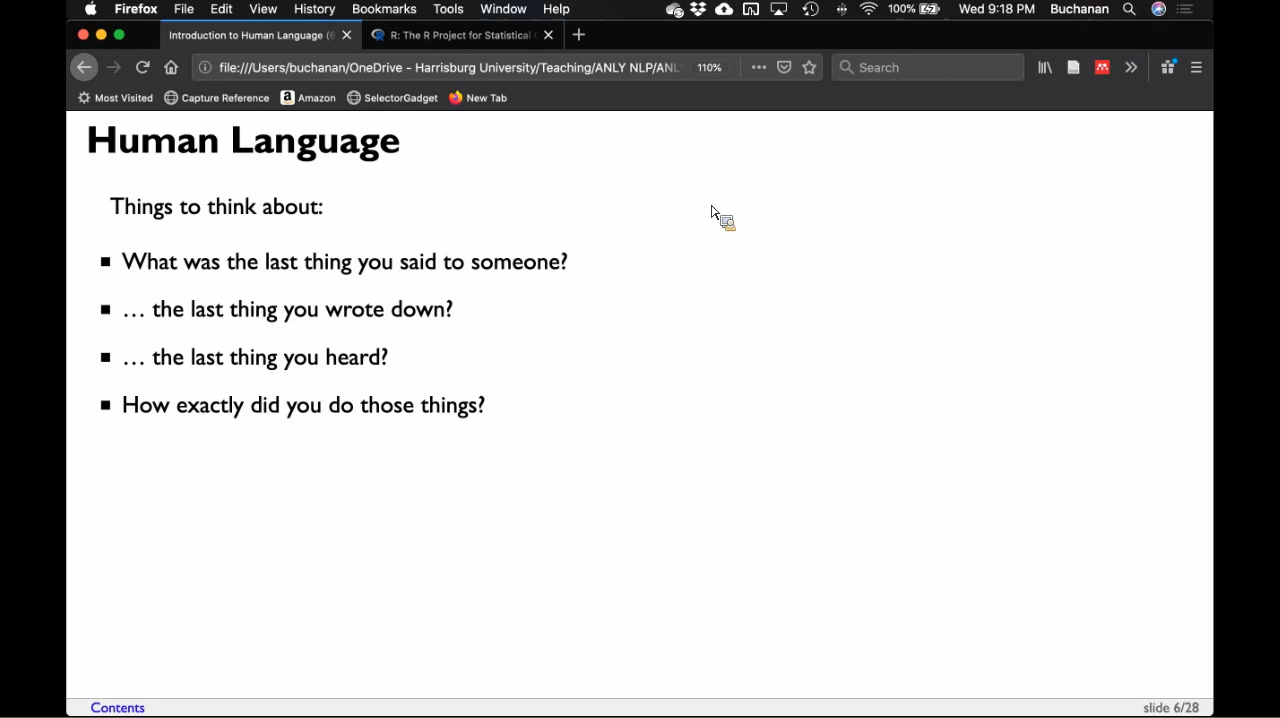 Firefox File Edit View History Bookmarks Tools Window Help 100% Wed 9:18 PM Buchanan
Introduction to Human Language (6 R: The R Project for Statistical
file:///Users/buchanan/OneDrive - Harrisburg University/Teaching/ANLY NLP/ANL 110% Search
Most Visited Capture Reference Amazon SelectorGadget New Tab
Human Language
Things to think about:
▪ What was the last thing you said to someone?
▪ … the last thing you wrote down?
▪ … the last thing you heard?
▪ How exactly did you do those things?
Contents slide 6/28